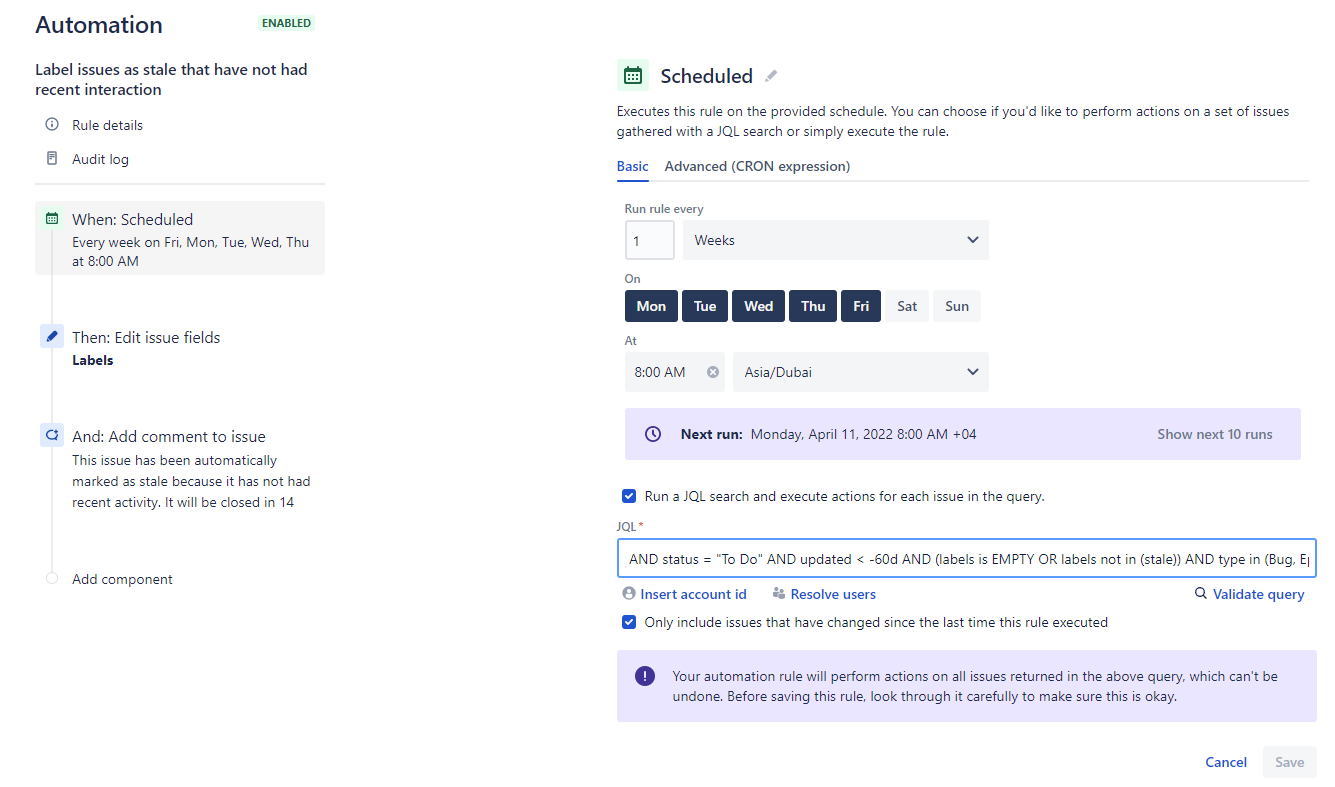 Automation
ENABLED
Label issues as stale that have not had
recent interaction
Rule details
Audit log
When: Scheduled
Every week on Fri, Mon, Tue, Wed, Thu
at 8:00 AM
Then: Edit issue fields
Labels
And: Add comment to issue
This issue has been automatically
marked as stale because it has not had
recent activity. It will be closed in 14
Add component
Scheduled
Executes this rule on the provided schedule. You can choose if you'd like to perform actions on a set of issues
gathered with a JQL search or simply execute the rule.
Basic Advanced (CRON expression)
Run rule every
1 Weeks
On
Mon Tue Wed Thu Fri Sat Sun
At
8:00 AM Asia/Dubai
Next run: Monday, April 11, 2022 8:00 AM +04 Show next 10 runs
Run a JQL search and execute actions for each issue in the query.
JQL *
AND status = "To Do" AND updated < -60d AND (labels is EMPTY OR labels not in (stale)) AND type in (Bug,
Insert account id Resolve users Validate query
Only include issues that have changed since the last time this rule executed
Your automation rule will perform actions on all issues returned in the above query, which can't be
undone. Before saving this rule, look through it carefully to make sure this is okay.
Cancel Save